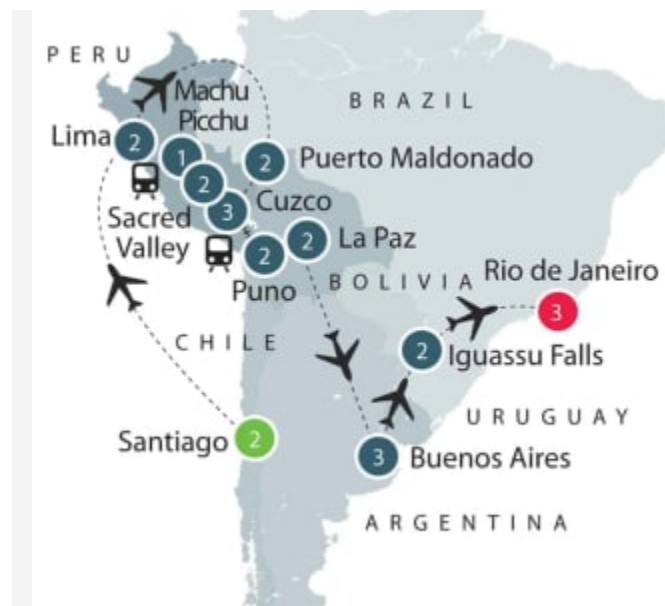 PERU
Machu
Picchu
BRAZIL
Lima
2
1
2
Puerto Maldonado
2
3
Cuzco
Sacred
Valley
2
La Paz
2
Puno
BOLIVIA
Rio de Janeiro
3
CHILE
2
Iguassu Falls
URUGUAY
Santiago
2
3
Buenos Aires
ARGENTINA